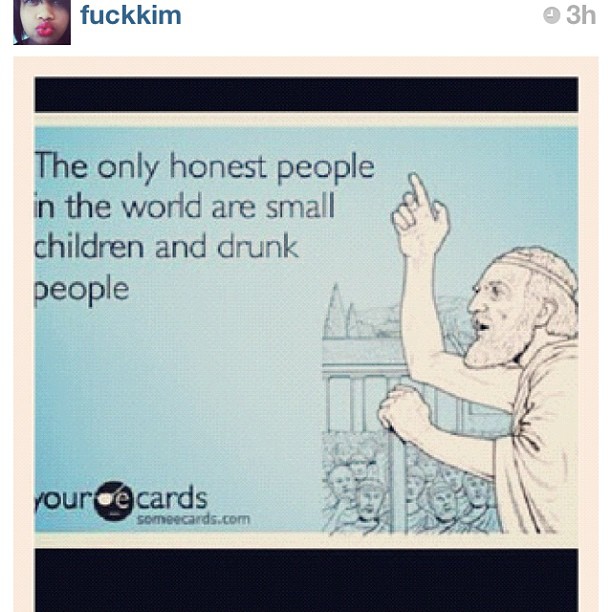 fuckkim
3h
The only honest people
in the world are small
children and drunk
people
your e cards
someecards.com